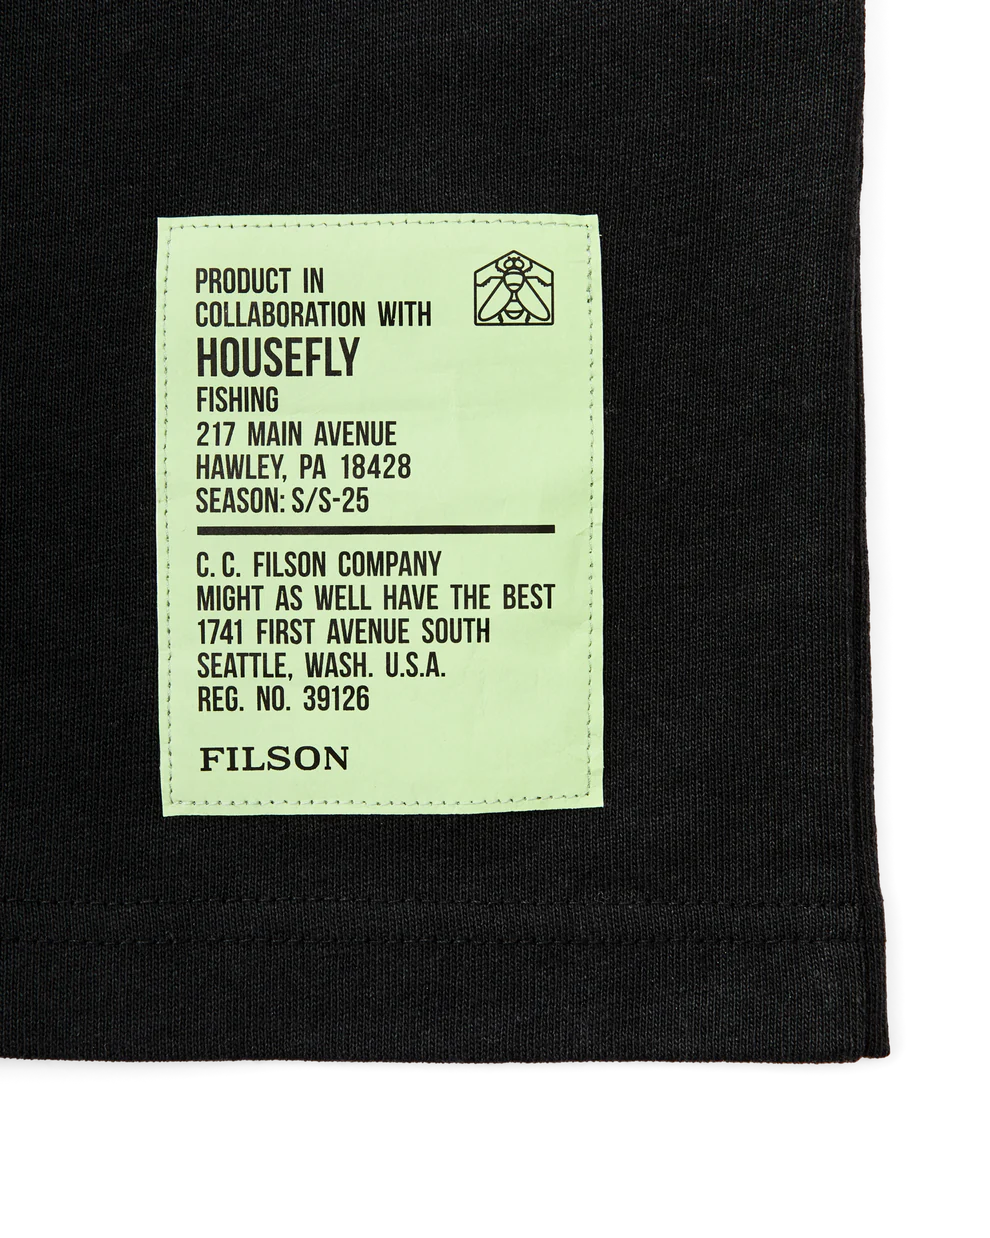 PRODUCT IN
COLLABORATION WITH
HOUSEFLY
FISHING
217 MAIN AVENUE
HAWLEY, PA 18428
SEASON: S/S-25
C. C. FILSON COMPANY
MIGHT AS WELL HAVE THE BEST
1741 FIRST AVENUE SOUTH
SEATTLE, WASH. U.S.A.
REG. NO. 39126
FILSON